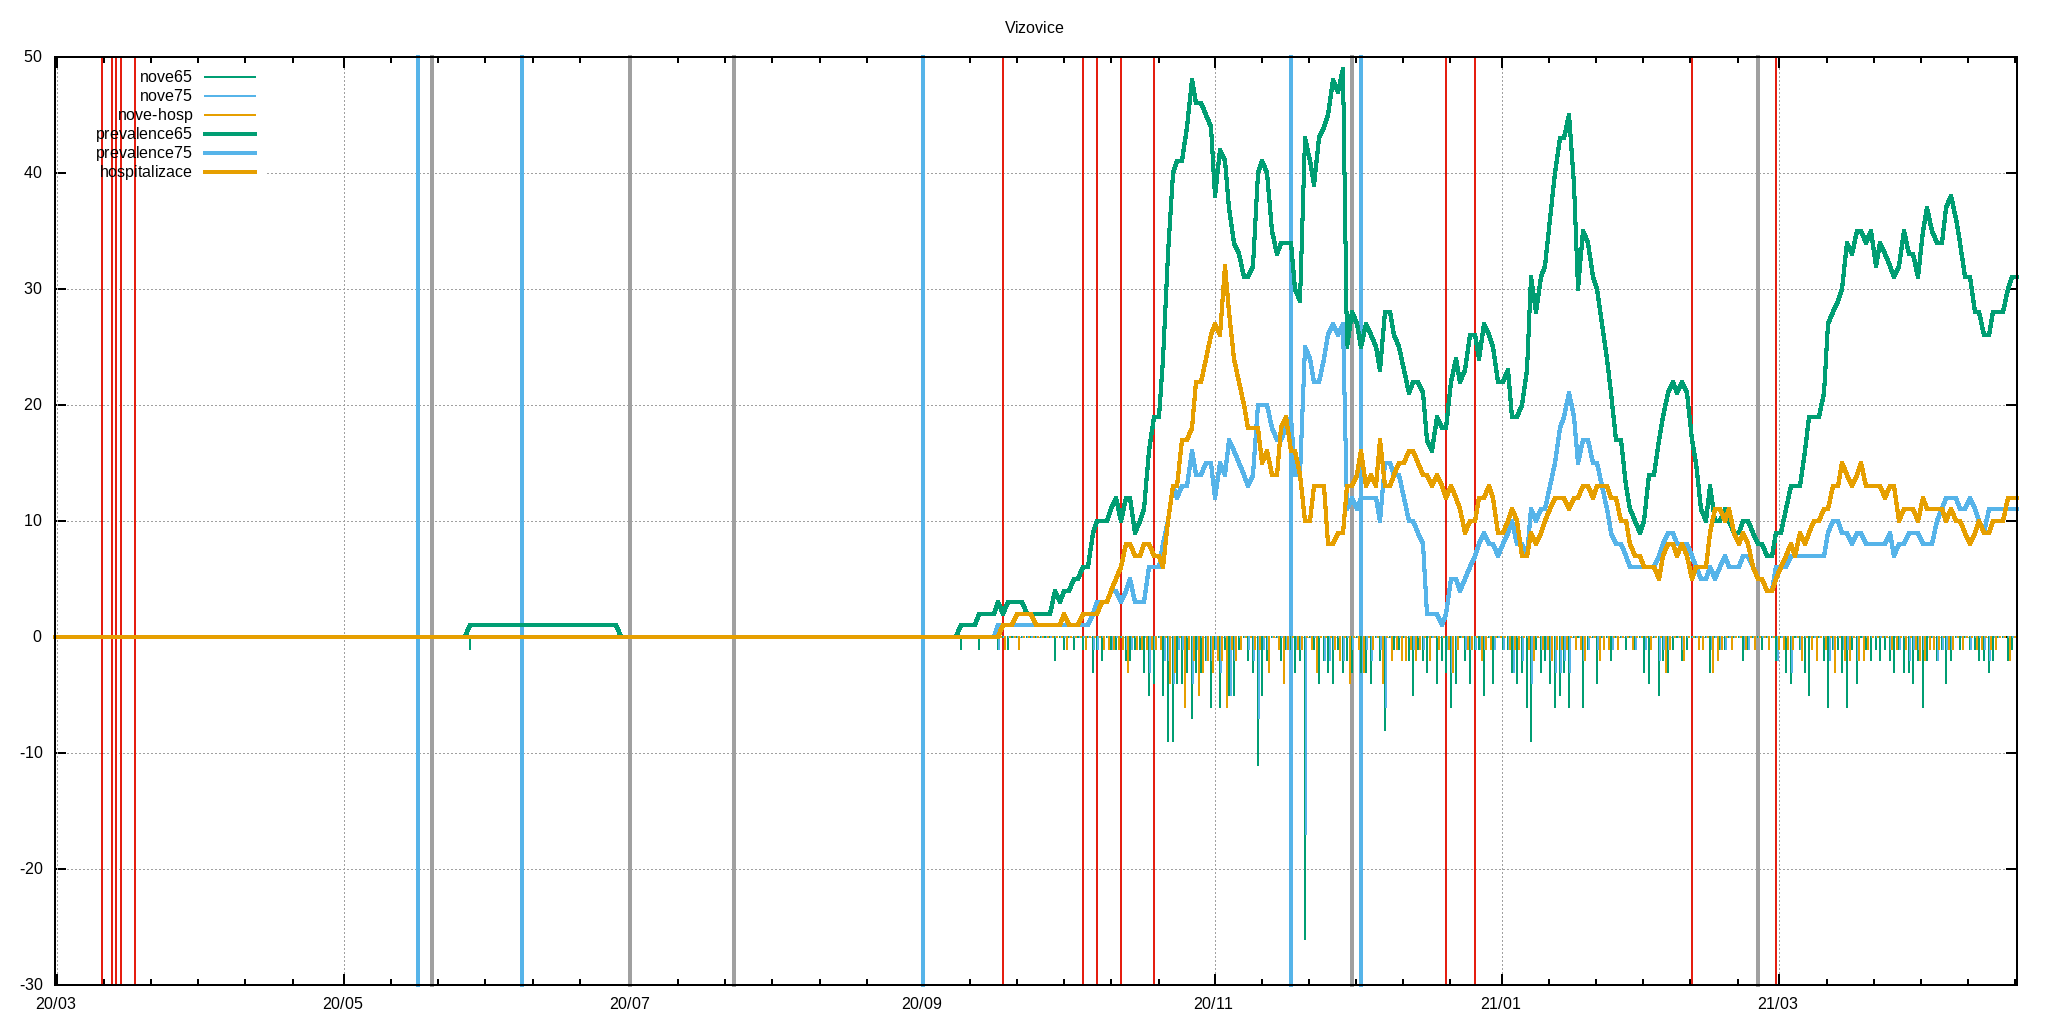 Vizovice
50
nove65
nove75
nove-hosp
prevalence65
prevalence75
hospitalizace
40
30
20
10
0
-10
-20
-30
20/03 20/05 20/07 20/09 20/11 21/01 21/03